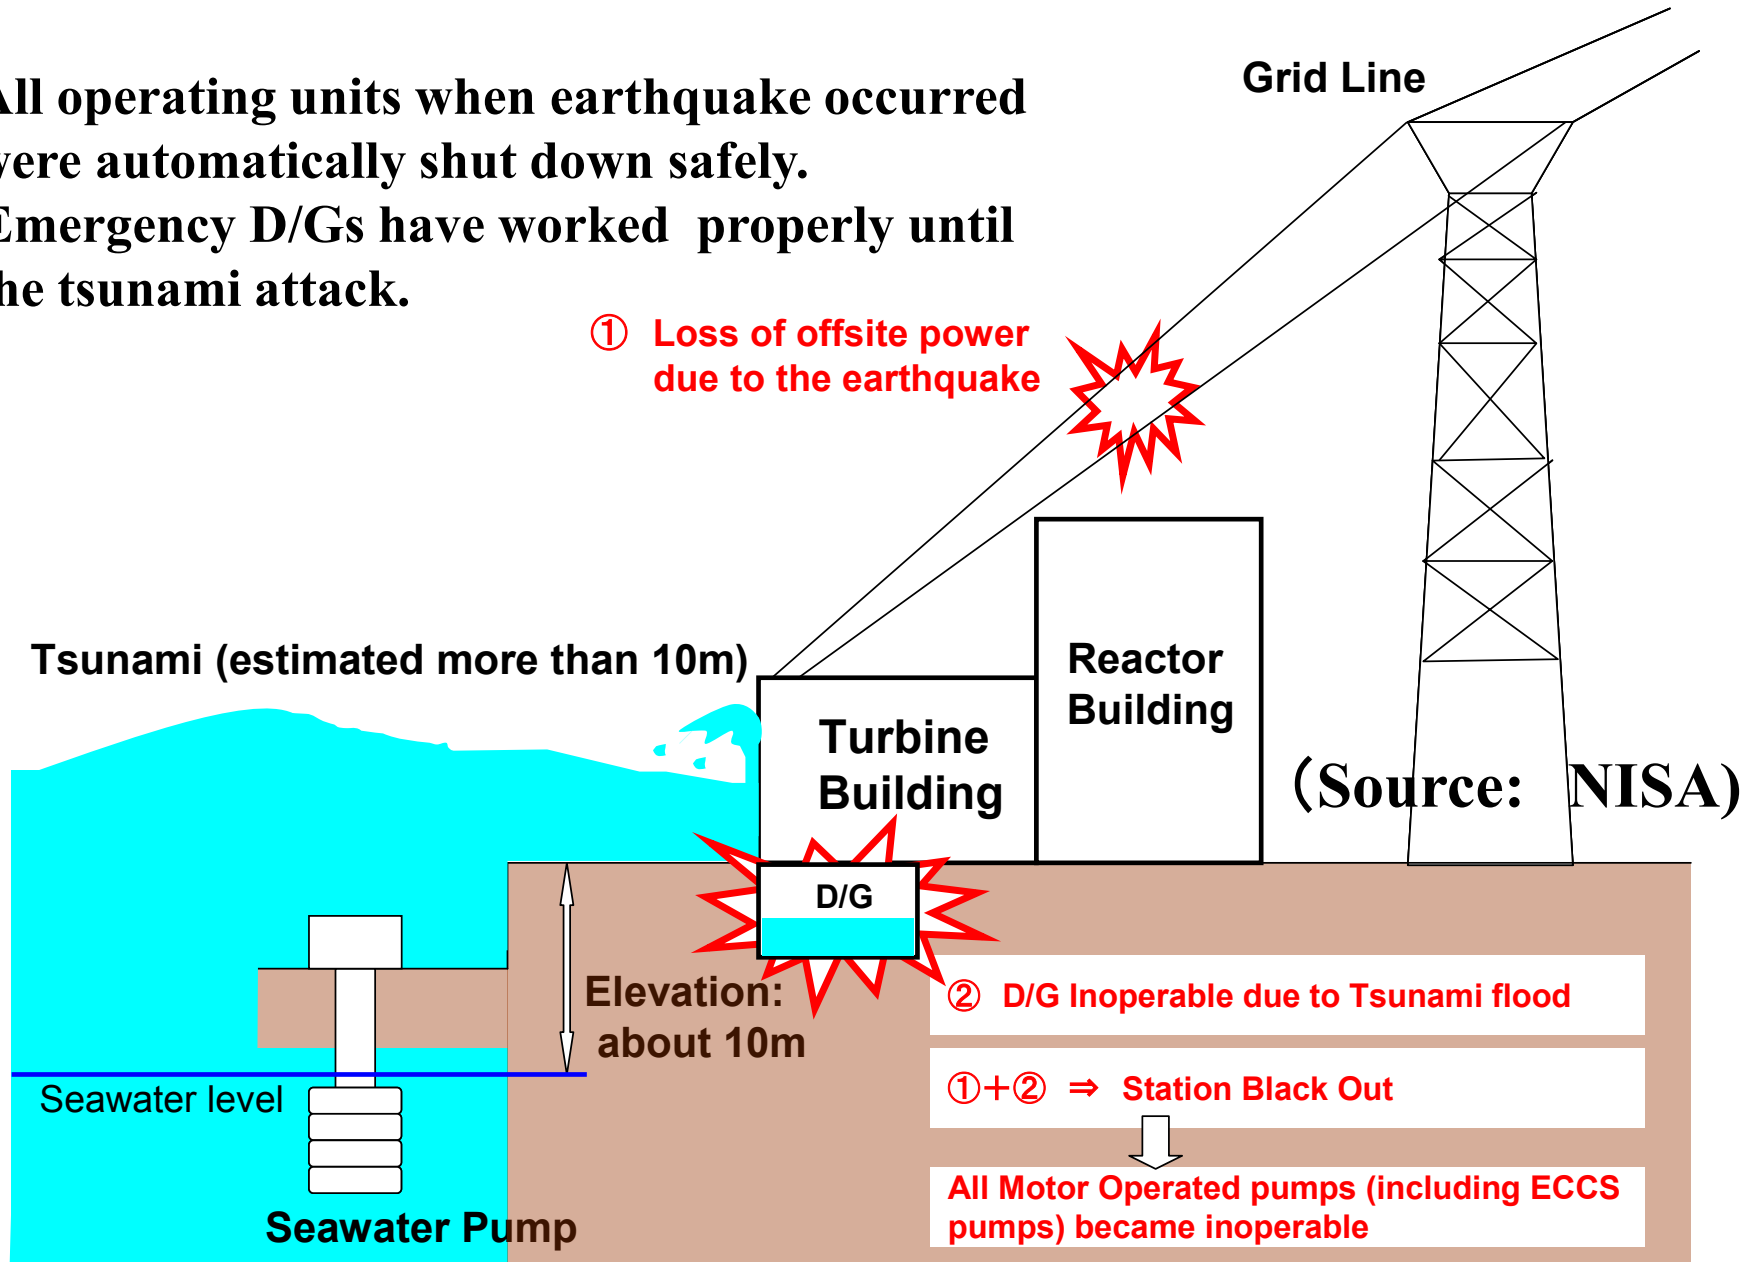 All operating units when earthquake occurred
were automatically shut down safely.
Emergency D/Gs have worked properly until
the tsunami attack.
Grid Line
① Loss of offsite power
due to the earthquake
Tsunami (estimated more than 10m)
Reactor
Building
Turbine
Building
(Source: NISA)
D/G
Elevation:
about 10m
② D/G Inoperable due to Tsunami flood
①+② ⇒ Station Black Out
Seawater level
All Motor Operated pumps (including ECCS
pumps) became inoperable
Seawater Pump